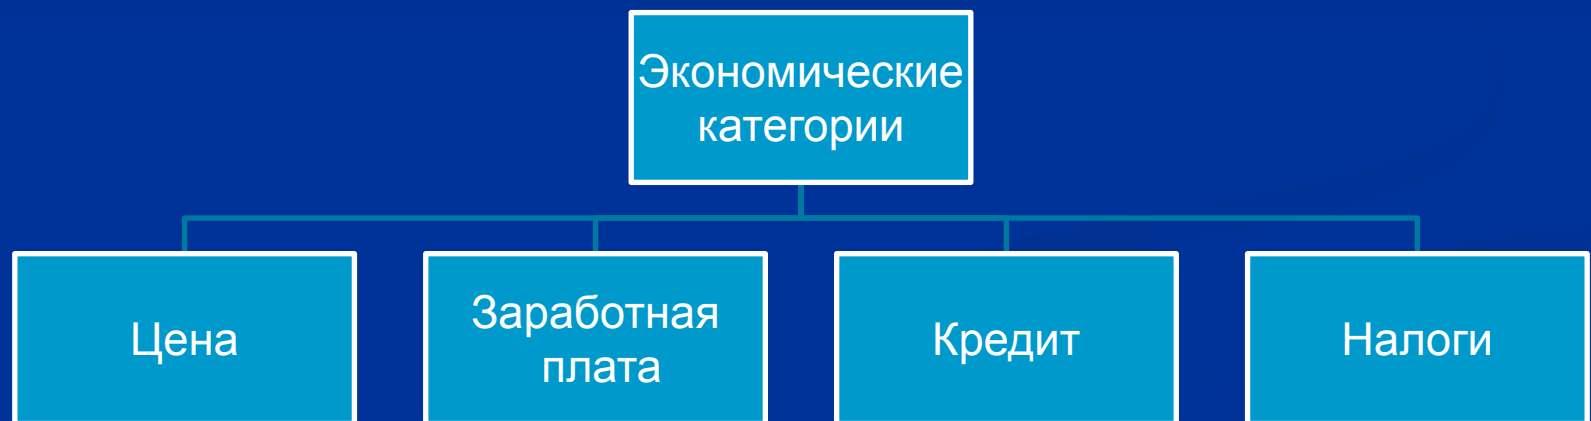 Экономические
категории
Цена
Заработная
плата
Кредит
Налоги